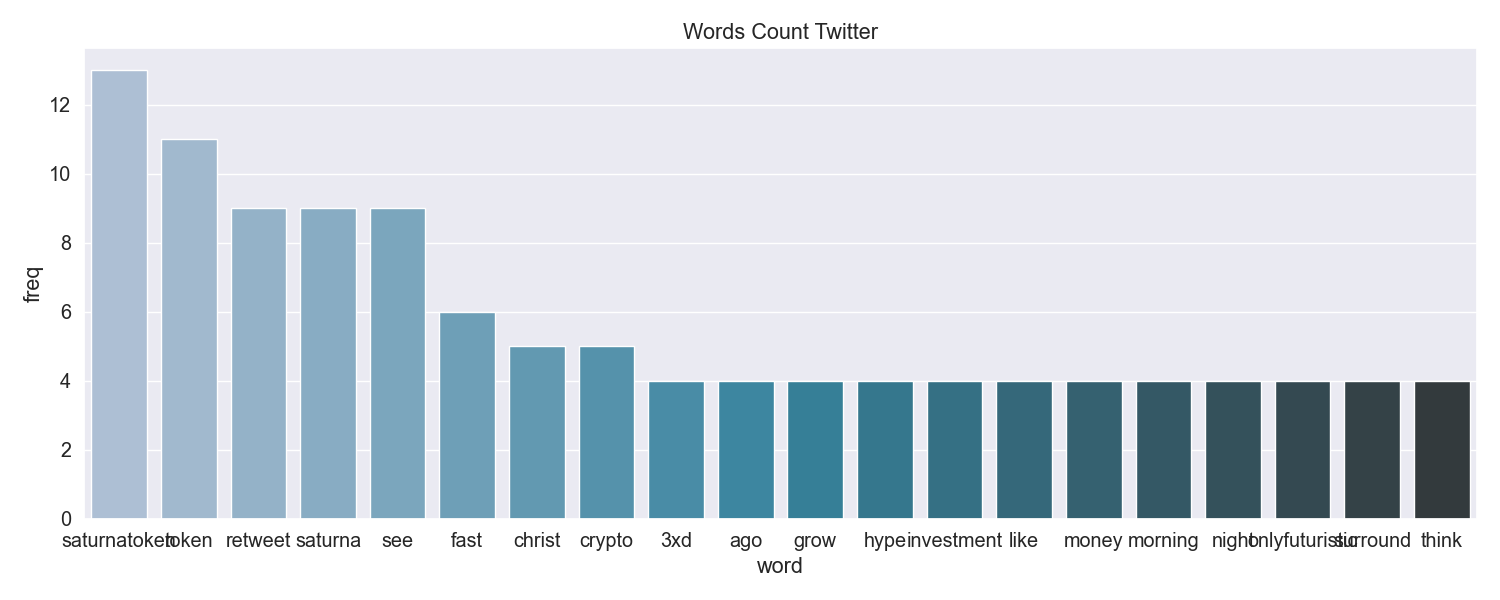 Words Count Twitter
freq
12
10
8
6
4
2
0
saturnatoken token retweet saturna see fast christ crypto 3xd ago grow hype investment like money morning night onlyfuturistic surround think
word